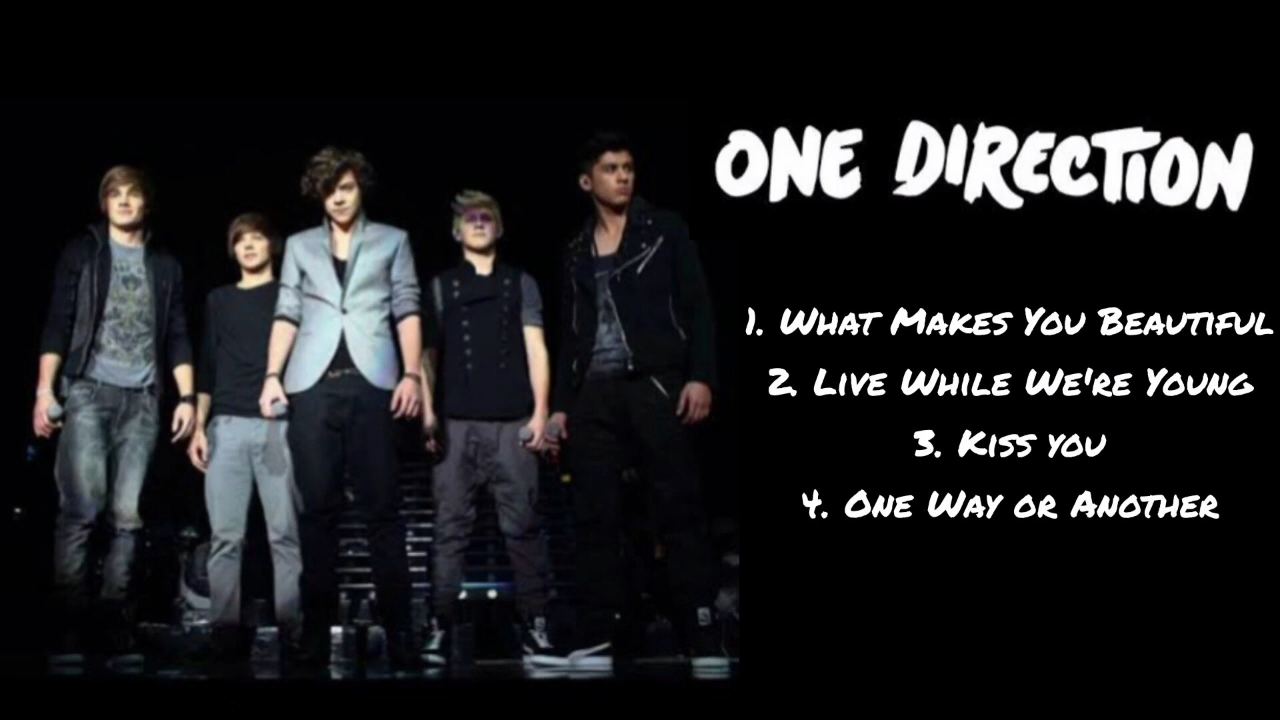 ONE DIRECTION
1. What Makes You Beautiful
2. Live While We're Young
3. Kiss you
4. One Way or Another